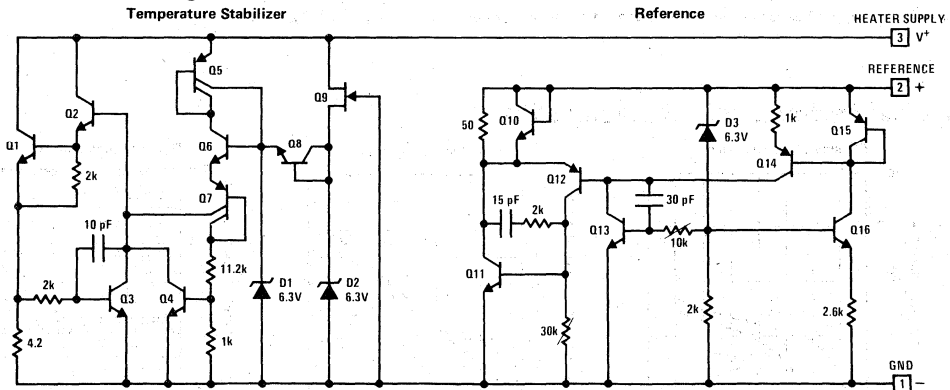 Temperature Stabilizer
Reference
HEATER SUPPLY
3 V+
REFERENCE
2 +
Q5
Q2
Q9
Q10
50
D3
6.3V
1k
Q15
Q1
Q6
Q8
Q14
2k
Q7
Q12
15 pF
2k
30 pF
Q13
10k
Q16
10 pF
11.2k
D1
6.3V
D2
6.3V
Q11
2k
Q3
Q4
2k
2.6k
4.2
1k
30k
GND
1 −